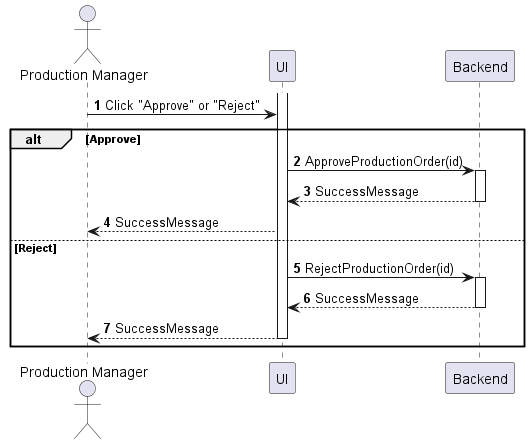 Production Manager
UI
Backend
1 Click "Approve" or "Reject"
alt [Approve]
2 ApproveProductionOrder(id)
3 SuccessMessage
4 SuccessMessage
[Reject]
5 RejectProductionOrder(id)
6 SuccessMessage
7 SuccessMessage
Production Manager
UI
Backend